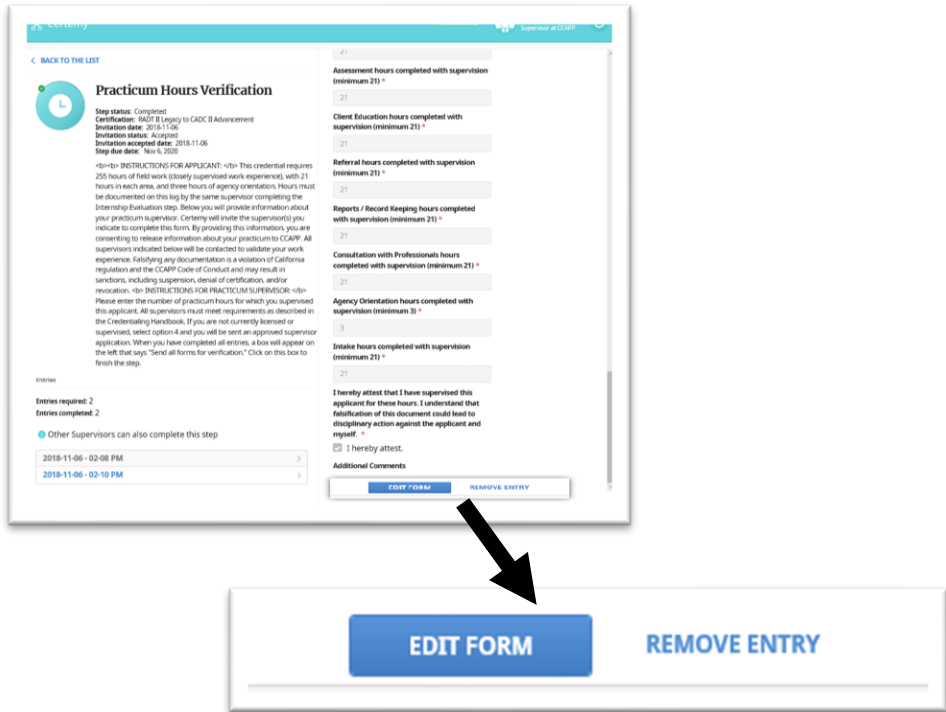 Certemy
Supervisor at CCAPP
BACK TO THE LIST
Practicum Hours Verification
Step status: Completed
Certification: RADT II Legacy to CADC II Advancement
Invitation date: 2018-11-06
Invitation status: Accepted
Invitation accepted date: 2018-11-06
Step due date: Nov 6, 2020
<b><b> INSTRUCTIONS FOR APPLICANT: </b> This credential requires
255 hours of field work (closely supervised work experience), with 21
hours in each area, and three hours of agency orientation. Hours must
be documented on this log by the same supervisor completing the
Internship Evaluation step. Below you will provide information about
your practicum supervisor. Certemy will invite the supervisor(s) you
indicate to complete this form. By providing this information, you are
consenting to release information about your practicum to CCAPP. All
supervisors indicated below will be contacted to validate your work
experience. Falsifying any documentation is a violation of California
regulation and the CCAPP Code of Conduct and may result in
sanctions, including suspension, denial of certification, and/or
revocation. <b> INSTRUCTIONS FOR PRACTICUM SUPERVISOR: </b>
Please enter the number of practicum hours for which you supervised
this applicant. All supervisors must meet requirements as described in
the Credentialing Handbook. If you are not currently licensed or
supervised, select option 4 and you will be sent an approved supervisor
application. When you have completed all entries, a box will appear on
the left that says "Send all forms for verification." Click on this box to
finish the step.
Entries
Entries required: 2
Entries completed: 2
Other Supervisors can also complete this step
2018-11-06 - 02-08 PM
2018-11-06 - 02-10 PM
21
Assessment hours completed with supervision
(minimum 21) *
21
Client Education hours completed with
supervision (minimum 21) *
21
Referral hours completed with supervision
(minimum 21) *
21
Reports / Record Keeping hours completed
with supervision (minimum 21) *
21
Consultation with Professionals hours
completed with supervision (minimum 21) *
21
Agency Orientation hours completed with
supervision (minimum 3) *
3
Intake hours completed with supervision
(minimum 21) *
21
I hereby attest that I have supervised this
applicant for these hours. I understand that
falsification of this document could lead to
disciplinary action against the applicant and
myself. *
I hereby attest.
Additional Comments
EDIT FORM REMOVE ENTRY
EDIT FORM REMOVE ENTRY